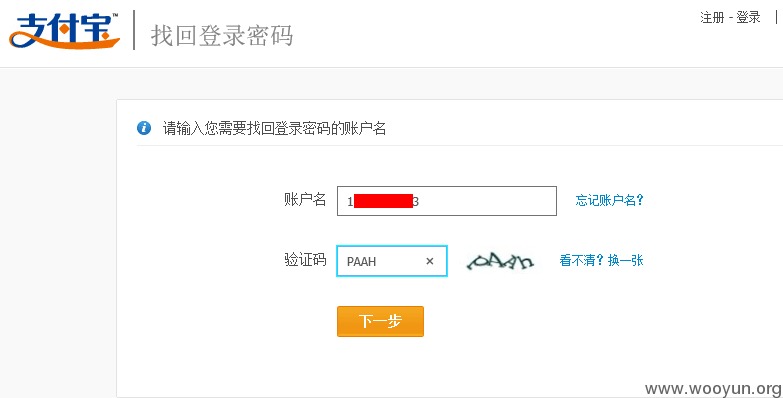 支付宝™ 找回登录密码 注册 - 登录 |
请输入您需要找回登录密码的账户名
账户名 1 3 忘记账户名?
验证码 PAAH × pAAh 看不清?换一张
下一步
www.wooyun.org